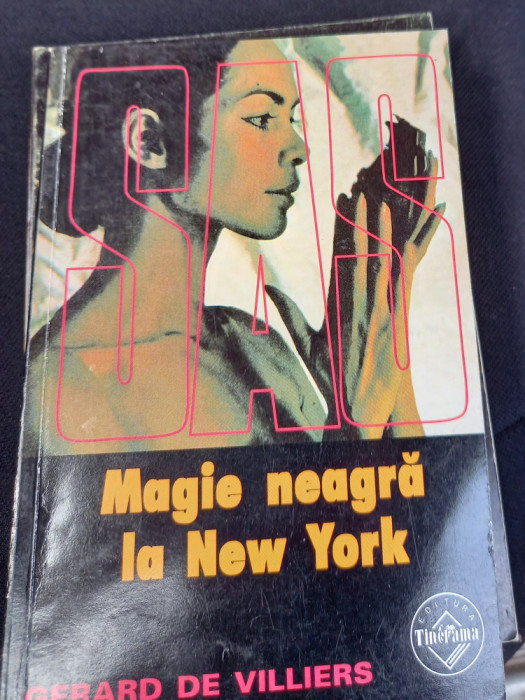 SAS
Magie neagră
la New York
EDITURA
Tinerama
GERARD DE VILLIERS